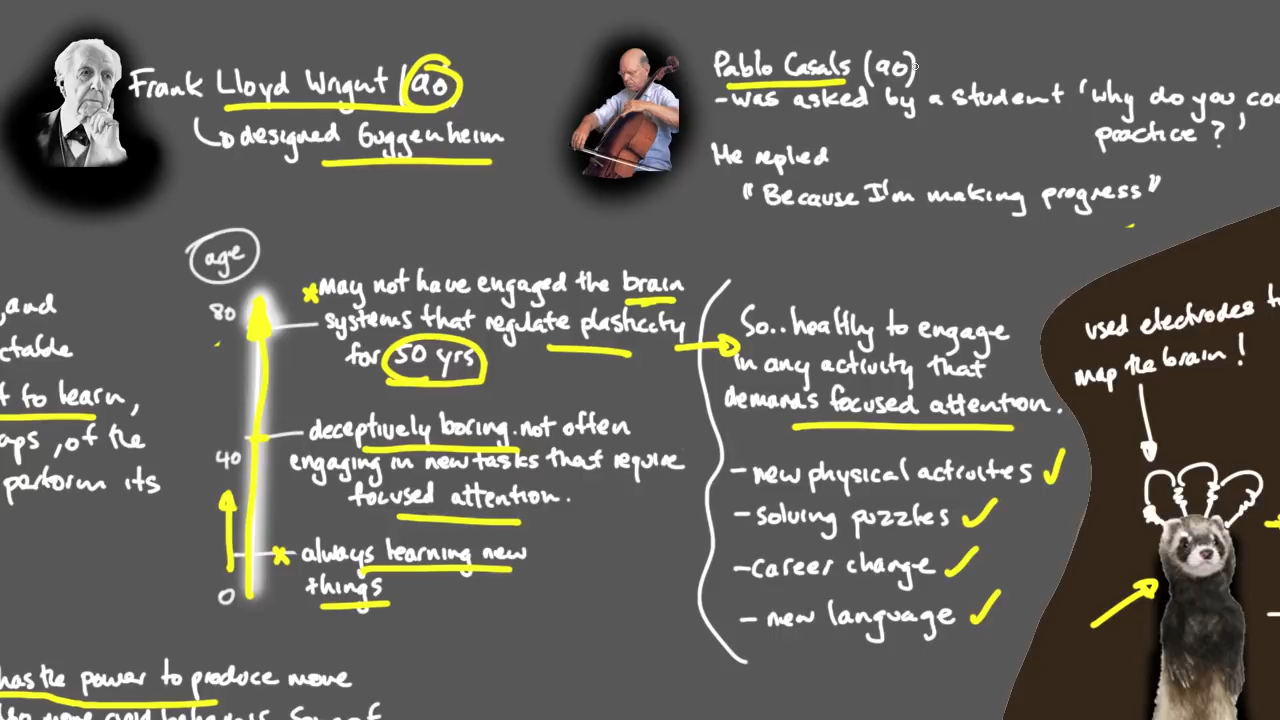 Frank Lloyd Wright (90)
↳ designed Guggenheim
Pablo Casals (90)
-was asked by a student 'why do you
practice?'
He replied
"Because I'm making progress"
age
80
40
0
*may not have engaged the brain
systems that regulate plasticity
for 50 yrs
deceptively boring. not often
engaging in new tasks that require
focused attention.
* always learning new
things
So.. healthy to engage
in any activity that
demands focused attention.
- new physical activites ✓
- solving puzzles ✓
- career change ✓
- new language ✓
used electrodes
map the brain!
, and
to learn,
, of the
perform its
has the power to produce more